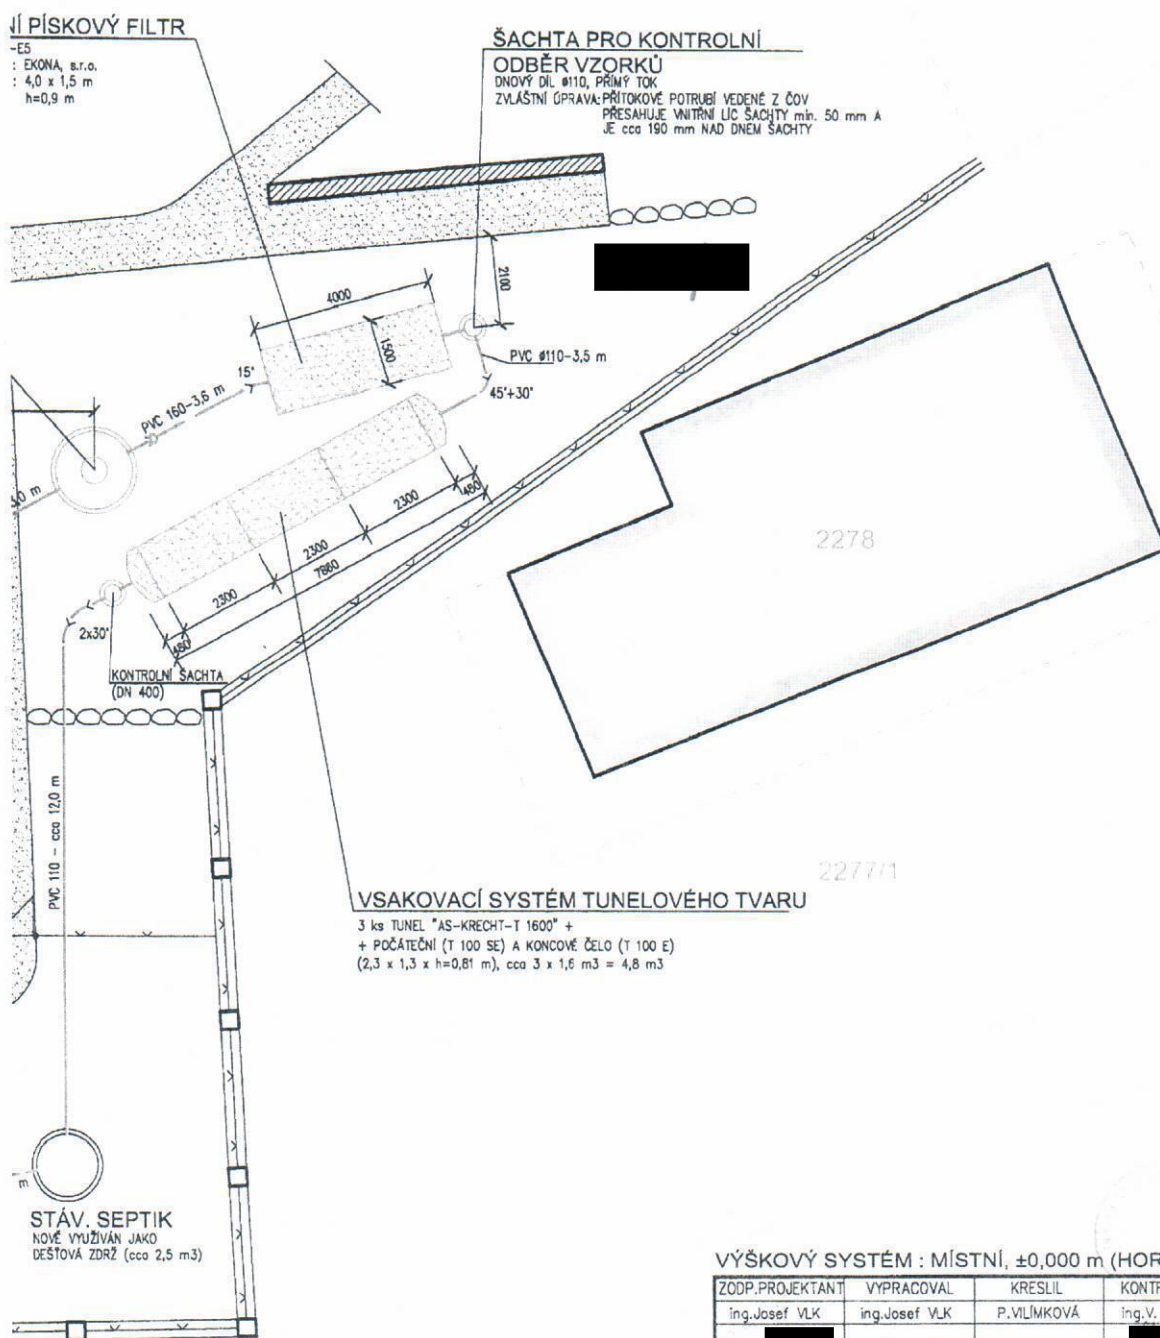 NÍ PÍSKOVÝ FILTR
-E5
: EKONA, s.r.o.
: 4,0 x 1,5 m
h=0,9 m
ŠACHTA PRO KONTROLNÍ
ODBĚR VZORKŮ
DNOVÝ DÍL ø110, PŘÍMÝ TOK
ZVLÁŠTNÍ ÚPRAVA: PŘÍTOKOVÉ POTRUBÍ VEDENÉ Z ČOV
PŘESAHUJE VNITŘNÍ LÍC ŠACHTY min. 50 mm A
JE cca 190 mm NAD DNEM ŠACHTY
2100
4000
1500
PVC ø110-3,5 m
15°
45°+30°
PVC 160-3,6 m
,0 m
2300
480
2300
7860
2300
480
2x30°
KONTROLNÍ ŠACHTA
(DN 400)
2278
PVC 110 - cca 12,0 m
2277/1
VSAKOVACÍ SYSTÉM TUNELOVÉHO TVARU
3 ks TUNEL "AS-KRECHT-T 1600" +
+ POČÁTEČNÍ (T 100 SE) A KONCOVÉ ČELO (T 100 E)
(2,3 x 1,3 x h=0,81 m), cca 3 x 1,6 m3 = 4,8 m3
m
STÁV. SEPTIK
NOVĚ VYUŽÍVÁN JAKO
DEŠŤOVÁ ZDRŽ (cca 2,5 m3)
VÝŠKOVÝ SYSTÉM : MÍSTNÍ, ±0,000 m (HOR
ZODP.PROJEKTANT VYPRACOVAL KRESLIL KONTR
ing.Josef VLK ing.Josef VLK P.VILÍMKOVÁ ing.V.